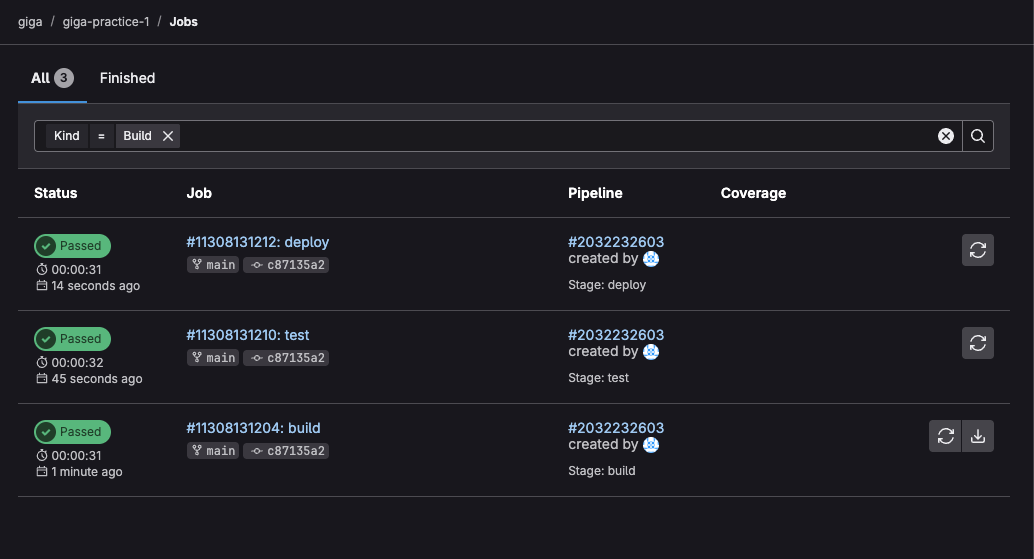 giga / giga-practice-1 / Jobs
All 3 Finished
Kind = Build
Status Job Pipeline Coverage
Passed #11308131212: deploy #2032232603
main c87135a2 created by
00:00:31
14 seconds ago Stage: deploy
Passed #11308131210: test #2032232603
main c87135a2 created by
00:00:32
45 seconds ago Stage: test
Passed #11308131204: build #2032232603
main c87135a2 created by
00:00:31
1 minute ago Stage: build